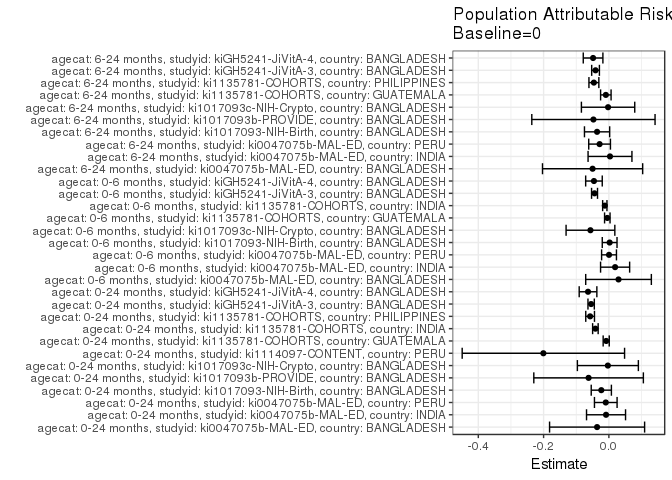 Population Attributable Risk
Baseline=0
agecat: 6-24 months, studyid: kiGH5241-JiVitA-4, country: BANGLADESH
agecat: 6-24 months, studyid: kiGH5241-JiVitA-3, country: BANGLADESH
agecat: 6-24 months, studyid: ki1135781-COHORTS, country: PHILIPPINES
agecat: 6-24 months, studyid: ki1135781-COHORTS, country: GUATEMALA
agecat: 6-24 months, studyid: ki1017093c-NIH-Crypto, country: BANGLADESH
agecat: 6-24 months, studyid: ki1017093b-PROVIDE, country: BANGLADESH
agecat: 6-24 months, studyid: ki1017093-NIH-Birth, country: BANGLADESH
agecat: 6-24 months, studyid: ki0047075b-MAL-ED, country: PERU
agecat: 6-24 months, studyid: ki0047075b-MAL-ED, country: INDIA
agecat: 6-24 months, studyid: ki0047075b-MAL-ED, country: BANGLADESH
agecat: 0-6 months, studyid: kiGH5241-JiVitA-4, country: BANGLADESH
agecat: 0-6 months, studyid: kiGH5241-JiVitA-3, country: BANGLADESH
agecat: 0-6 months, studyid: ki1135781-COHORTS, country: INDIA
agecat: 0-6 months, studyid: ki1135781-COHORTS, country: GUATEMALA
agecat: 0-6 months, studyid: ki1017093c-NIH-Crypto, country: BANGLADESH
agecat: 0-6 months, studyid: ki1017093-NIH-Birth, country: BANGLADESH
agecat: 0-6 months, studyid: ki0047075b-MAL-ED, country: PERU
agecat: 0-6 months, studyid: ki0047075b-MAL-ED, country: INDIA
agecat: 0-6 months, studyid: ki0047075b-MAL-ED, country: BANGLADESH
agecat: 0-24 months, studyid: kiGH5241-JiVitA-4, country: BANGLADESH
agecat: 0-24 months, studyid: kiGH5241-JiVitA-3, country: BANGLADESH
agecat: 0-24 months, studyid: ki1135781-COHORTS, country: PHILIPPINES
agecat: 0-24 months, studyid: ki1135781-COHORTS, country: INDIA
agecat: 0-24 months, studyid: ki1135781-COHORTS, country: GUATEMALA
agecat: 0-24 months, studyid: ki1114097-CONTENT, country: PERU
agecat: 0-24 months, studyid: ki1017093c-NIH-Crypto, country: BANGLADESH
agecat: 0-24 months, studyid: ki1017093b-PROVIDE, country: BANGLADESH
agecat: 0-24 months, studyid: ki1017093-NIH-Birth, country: BANGLADESH
agecat: 0-24 months, studyid: ki0047075b-MAL-ED, country: PERU
agecat: 0-24 months, studyid: ki0047075b-MAL-ED, country: INDIA
agecat: 0-24 months, studyid: ki0047075b-MAL-ED, country: BANGLADESH
-0.4 -0.2 0.0
Estimate